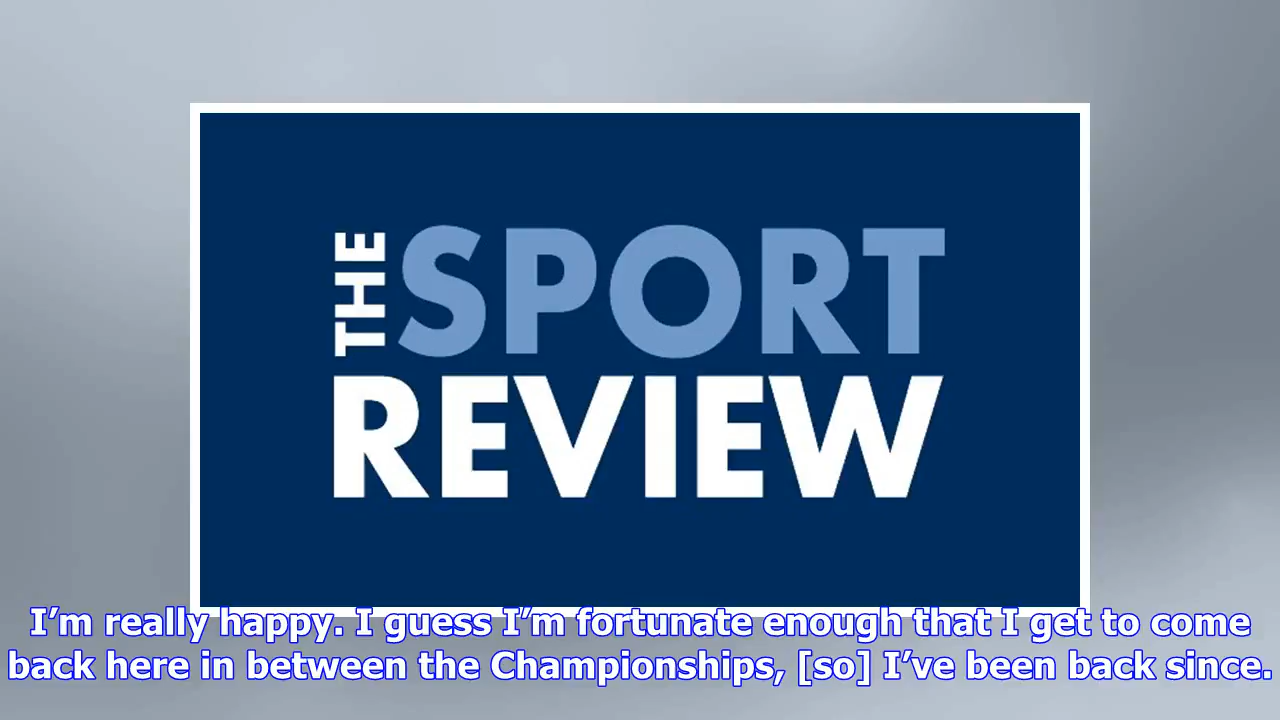 THE
SPORT
REVIEW
I’m really happy. I guess I’m fortunate enough that I get to come
back here in between the Championships, [so] I’ve been back since.